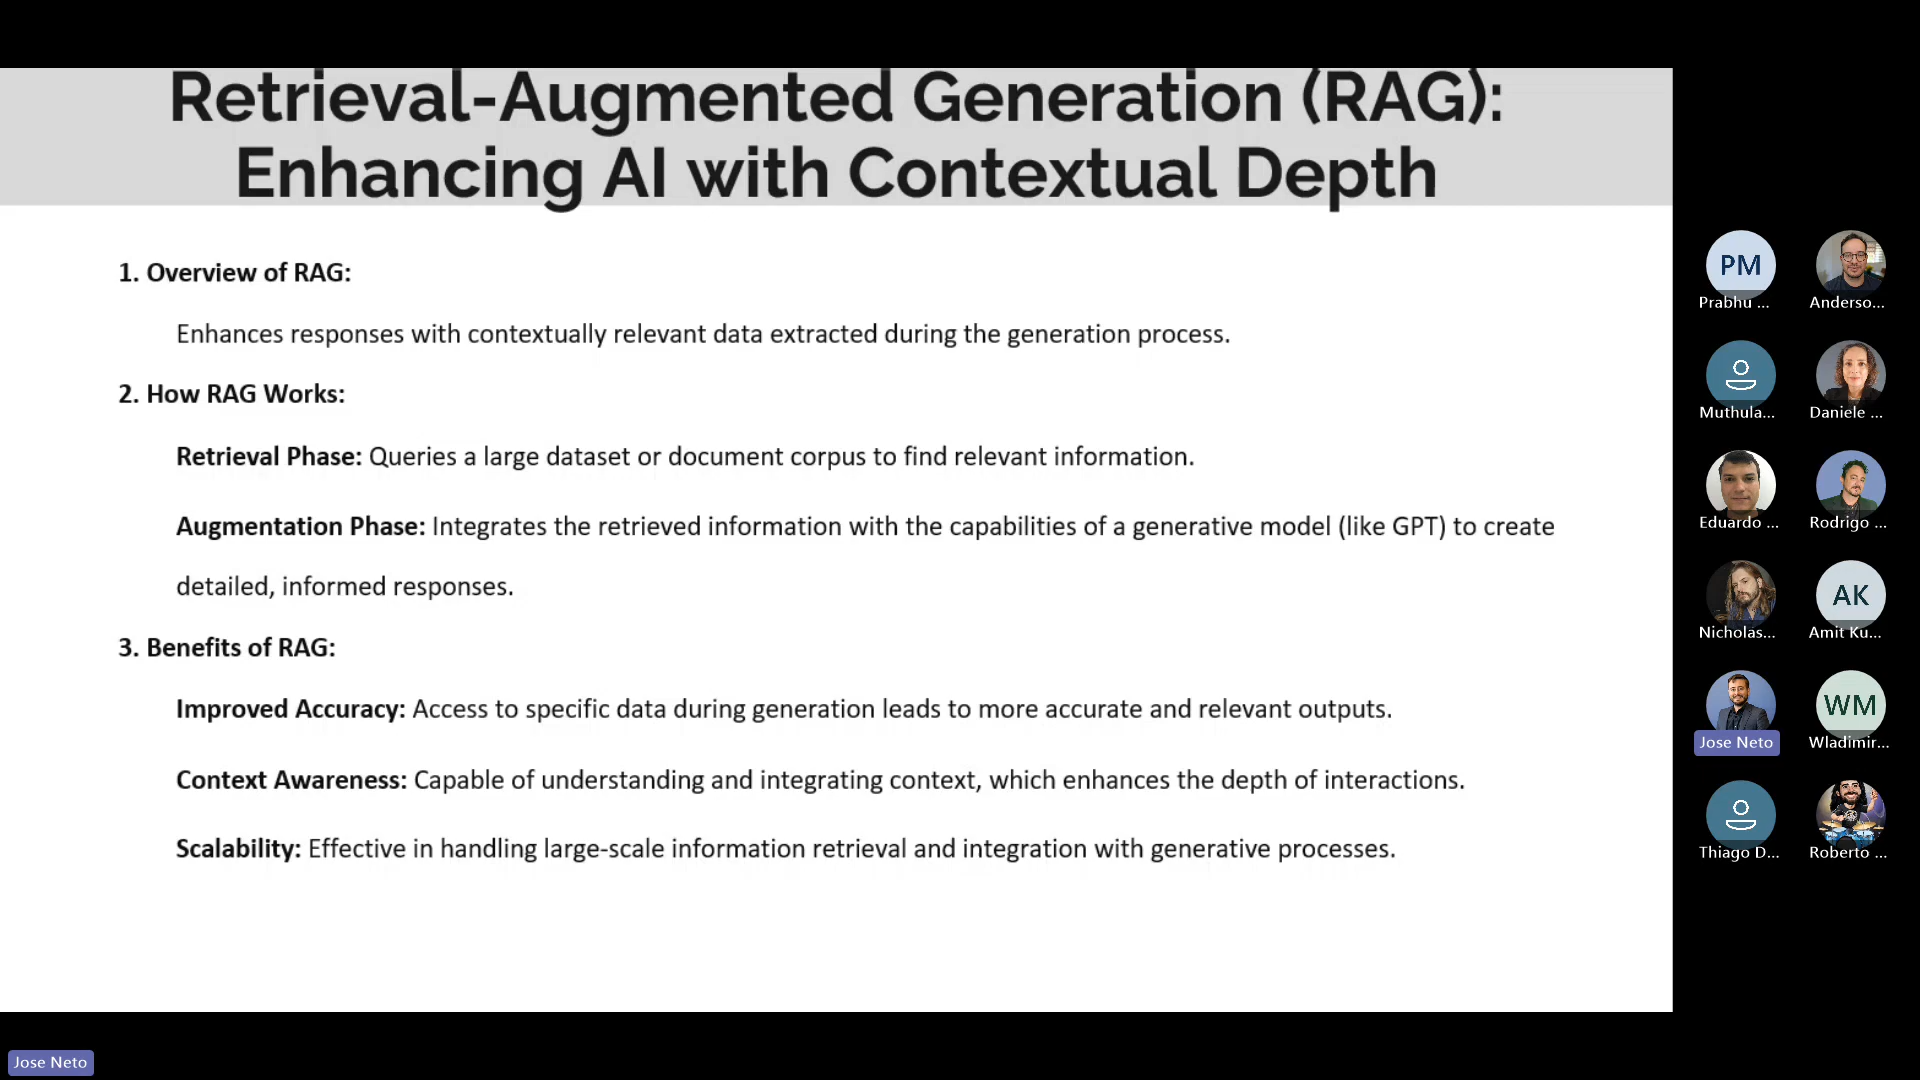 Retrieval-Augmented Generation (RAG):
Enhancing AI with Contextual Depth
1. Overview of RAG:
Enhances responses with contextually relevant data extracted during the generation process.
2. How RAG Works:
Retrieval Phase: Queries a large dataset or document corpus to find relevant information.
Augmentation Phase: Integrates the retrieved information with the capabilities of a generative model (like GPT) to create
detailed, informed responses.
3. Benefits of RAG:
Improved Accuracy: Access to specific data during generation leads to more accurate and relevant outputs.
Context Awareness: Capable of understanding and integrating context, which enhances the depth of interactions.
Scalability: Effective in handling large-scale information retrieval and integration with generative processes.
PM
Prabhu ...
Anderso...
Muthula...
Daniele ...
Eduardo ...
Rodrigo ...
Nicholas...
AK
Amit Ku...
Jose Neto
WM
Wladimir...
Thiago D...
Roberto ...
Jose Neto